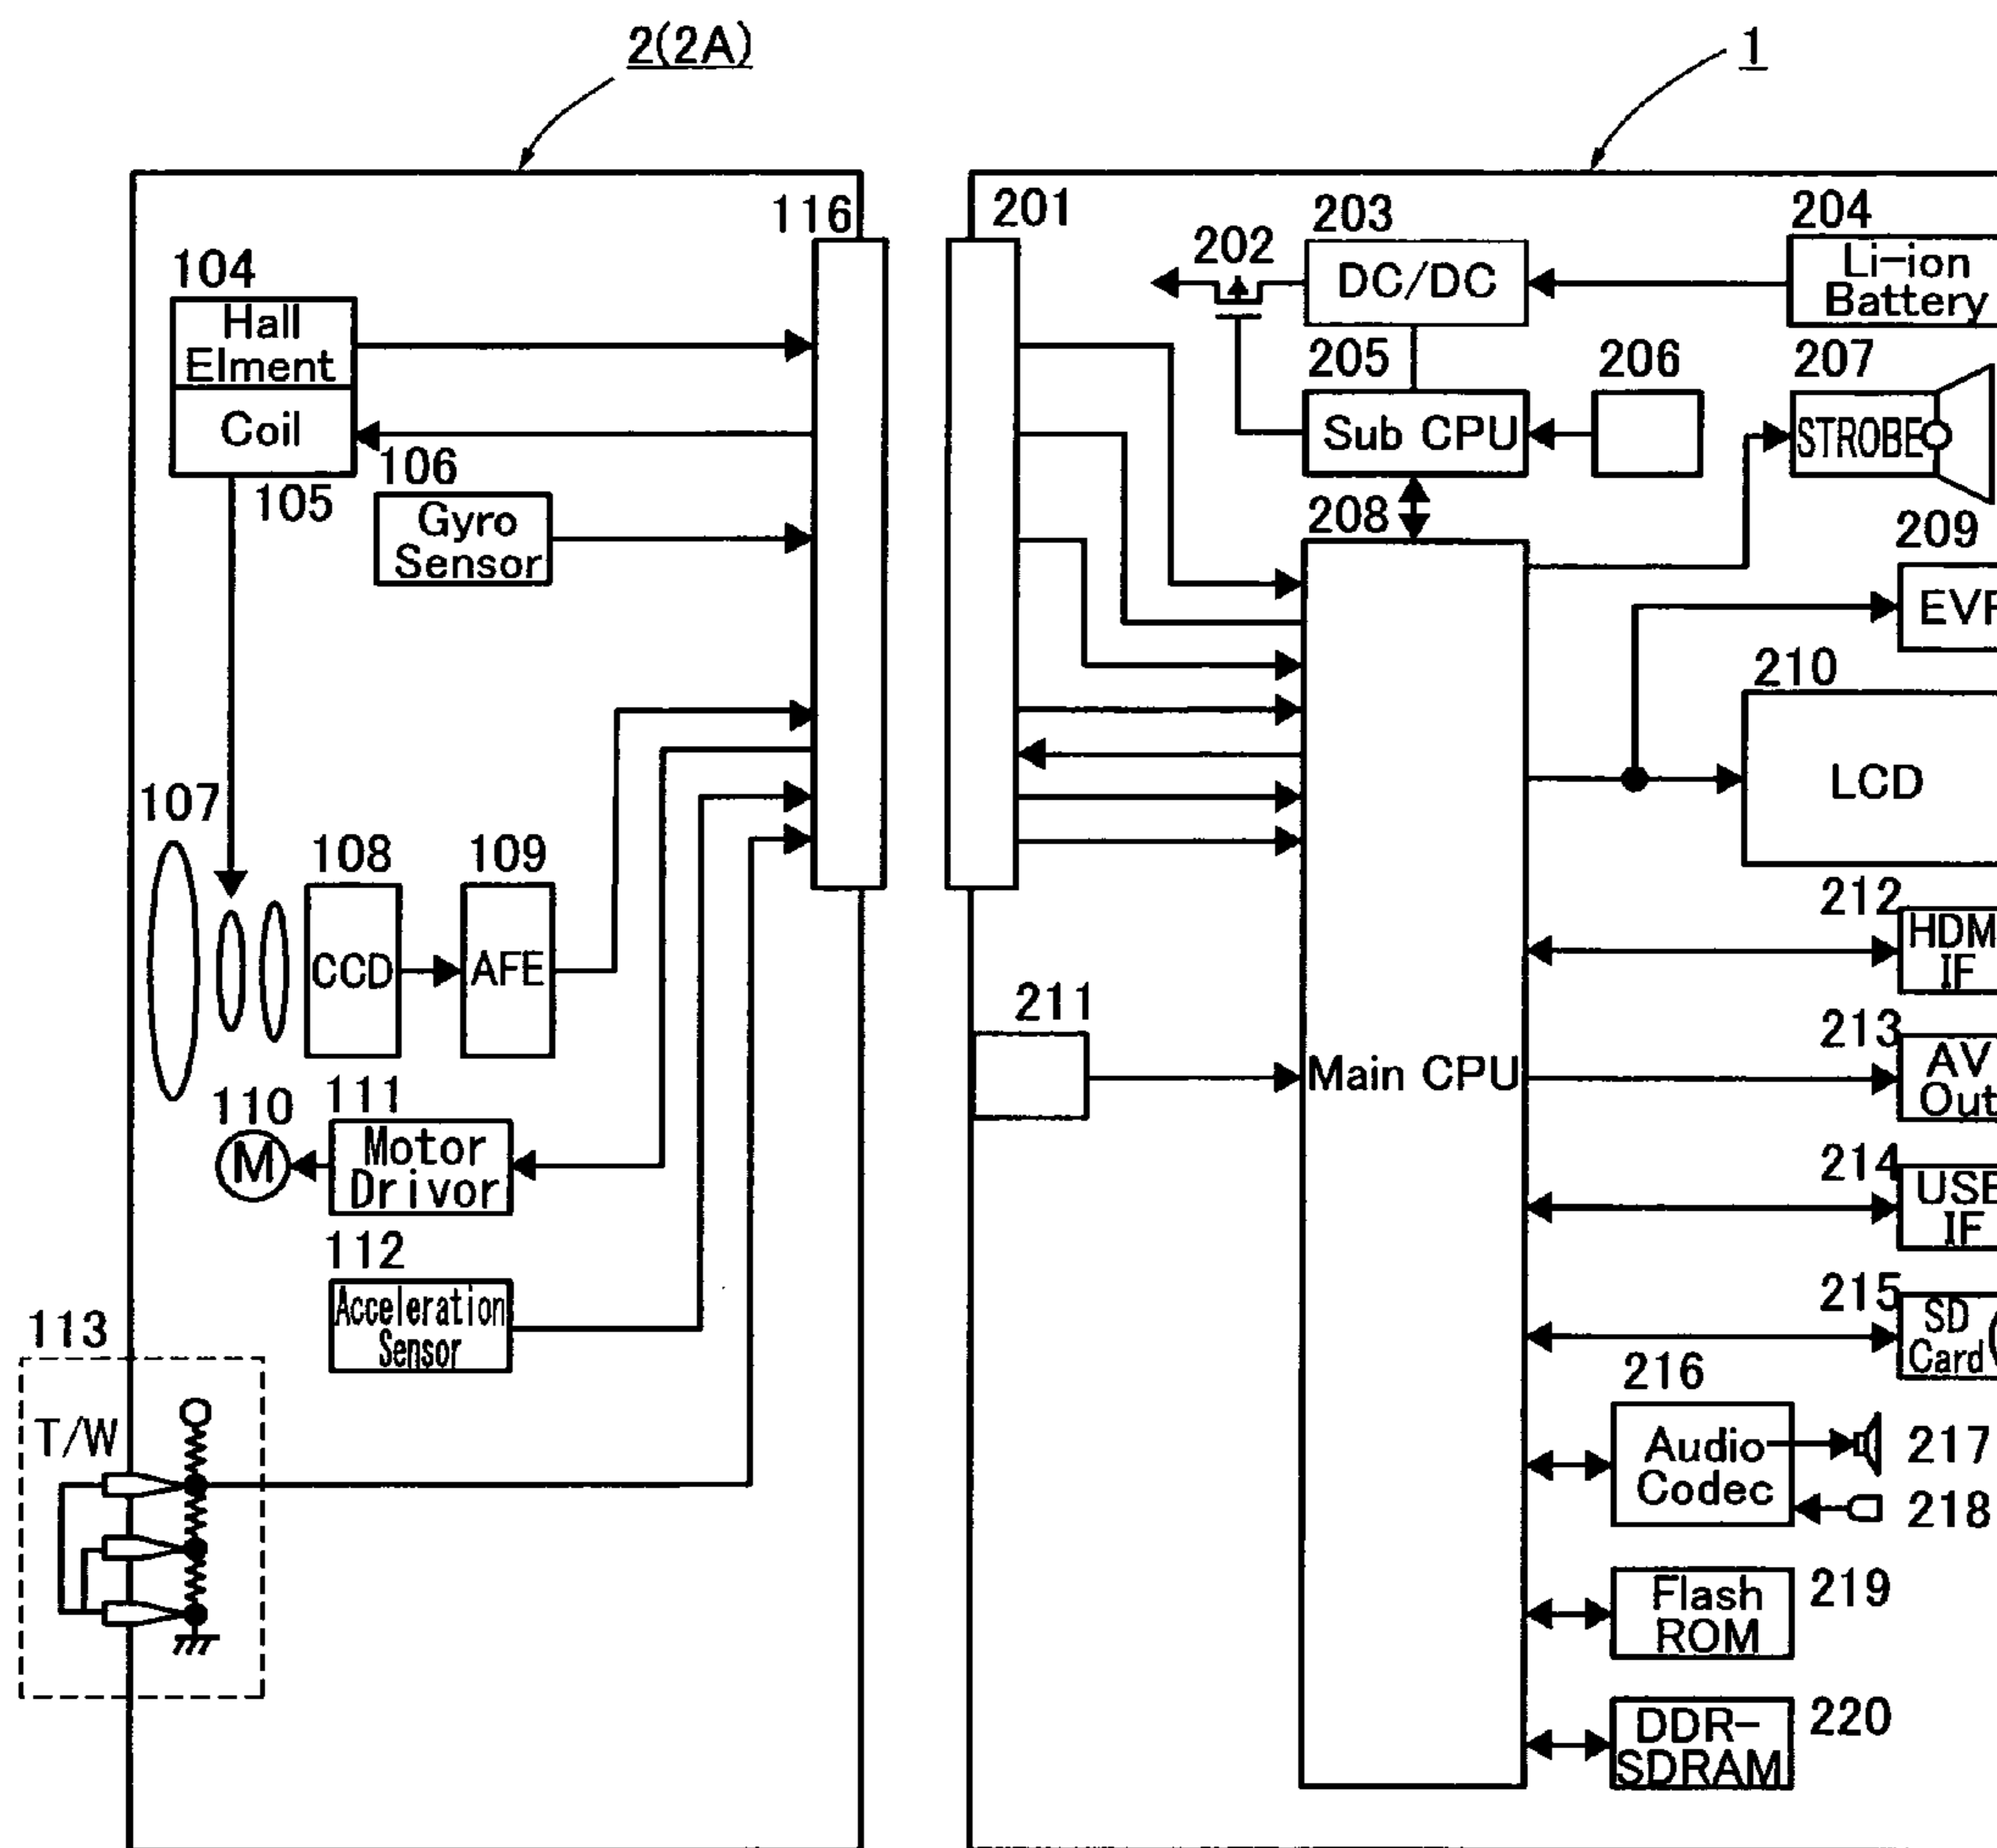 2(2A)
1
116
201
203
204
202
104
DC/DC
Li-ion
Battery
Hall
Elment
205
206
207
Coil
Sub CPU
STROBE
106
105
208
Gyro
Sensor
209
EVF
210
107
LCD
108
109
212
HDM
IF
CCD
AFE
211
213
Main CPU
AV
Out
110
111
M
Motor
Drivor
214
USB
IF
112
Acceleration
Sensor
215
SD
Card
113
216
T/W
Audio
Codec
217
218
Flash
ROM
219
DDR-
SDRAM
220